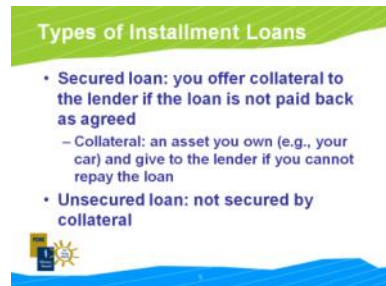 Types of Installment Loans
• Secured loan: you offer collateral to
the lender if the loan is not paid back
as agreed
– Collateral: an asset you own (e.g., your
car) and give to the lender if you cannot
repay the loan
• Unsecured loan: not secured by
collateral